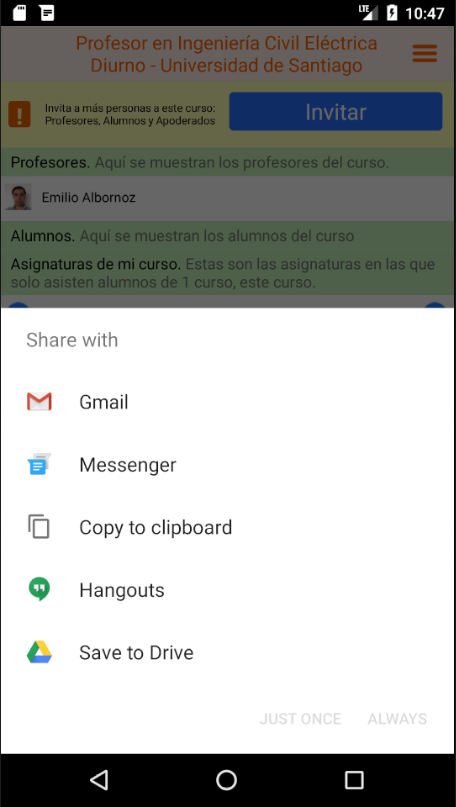 LTE 10:47
Profesor en Ingeniería Civil Eléctrica
Diurno - Universidad de Santiago
Invita a más personas a este curso:
Profesores, Alumnos y Apoderados
Invitar
Profesores. Aquí se muestran los profesores del curso.
Emilio Albornoz
Alumnos. Aquí se muestran los alumnos del curso
Asignaturas de mi curso. Estas son las asignaturas en las que
solo asisten alumnos de 1 curso, este curso.
Share with
Gmail
Messenger
Copy to clipboard
Hangouts
Save to Drive
JUST ONCE ALWAYS